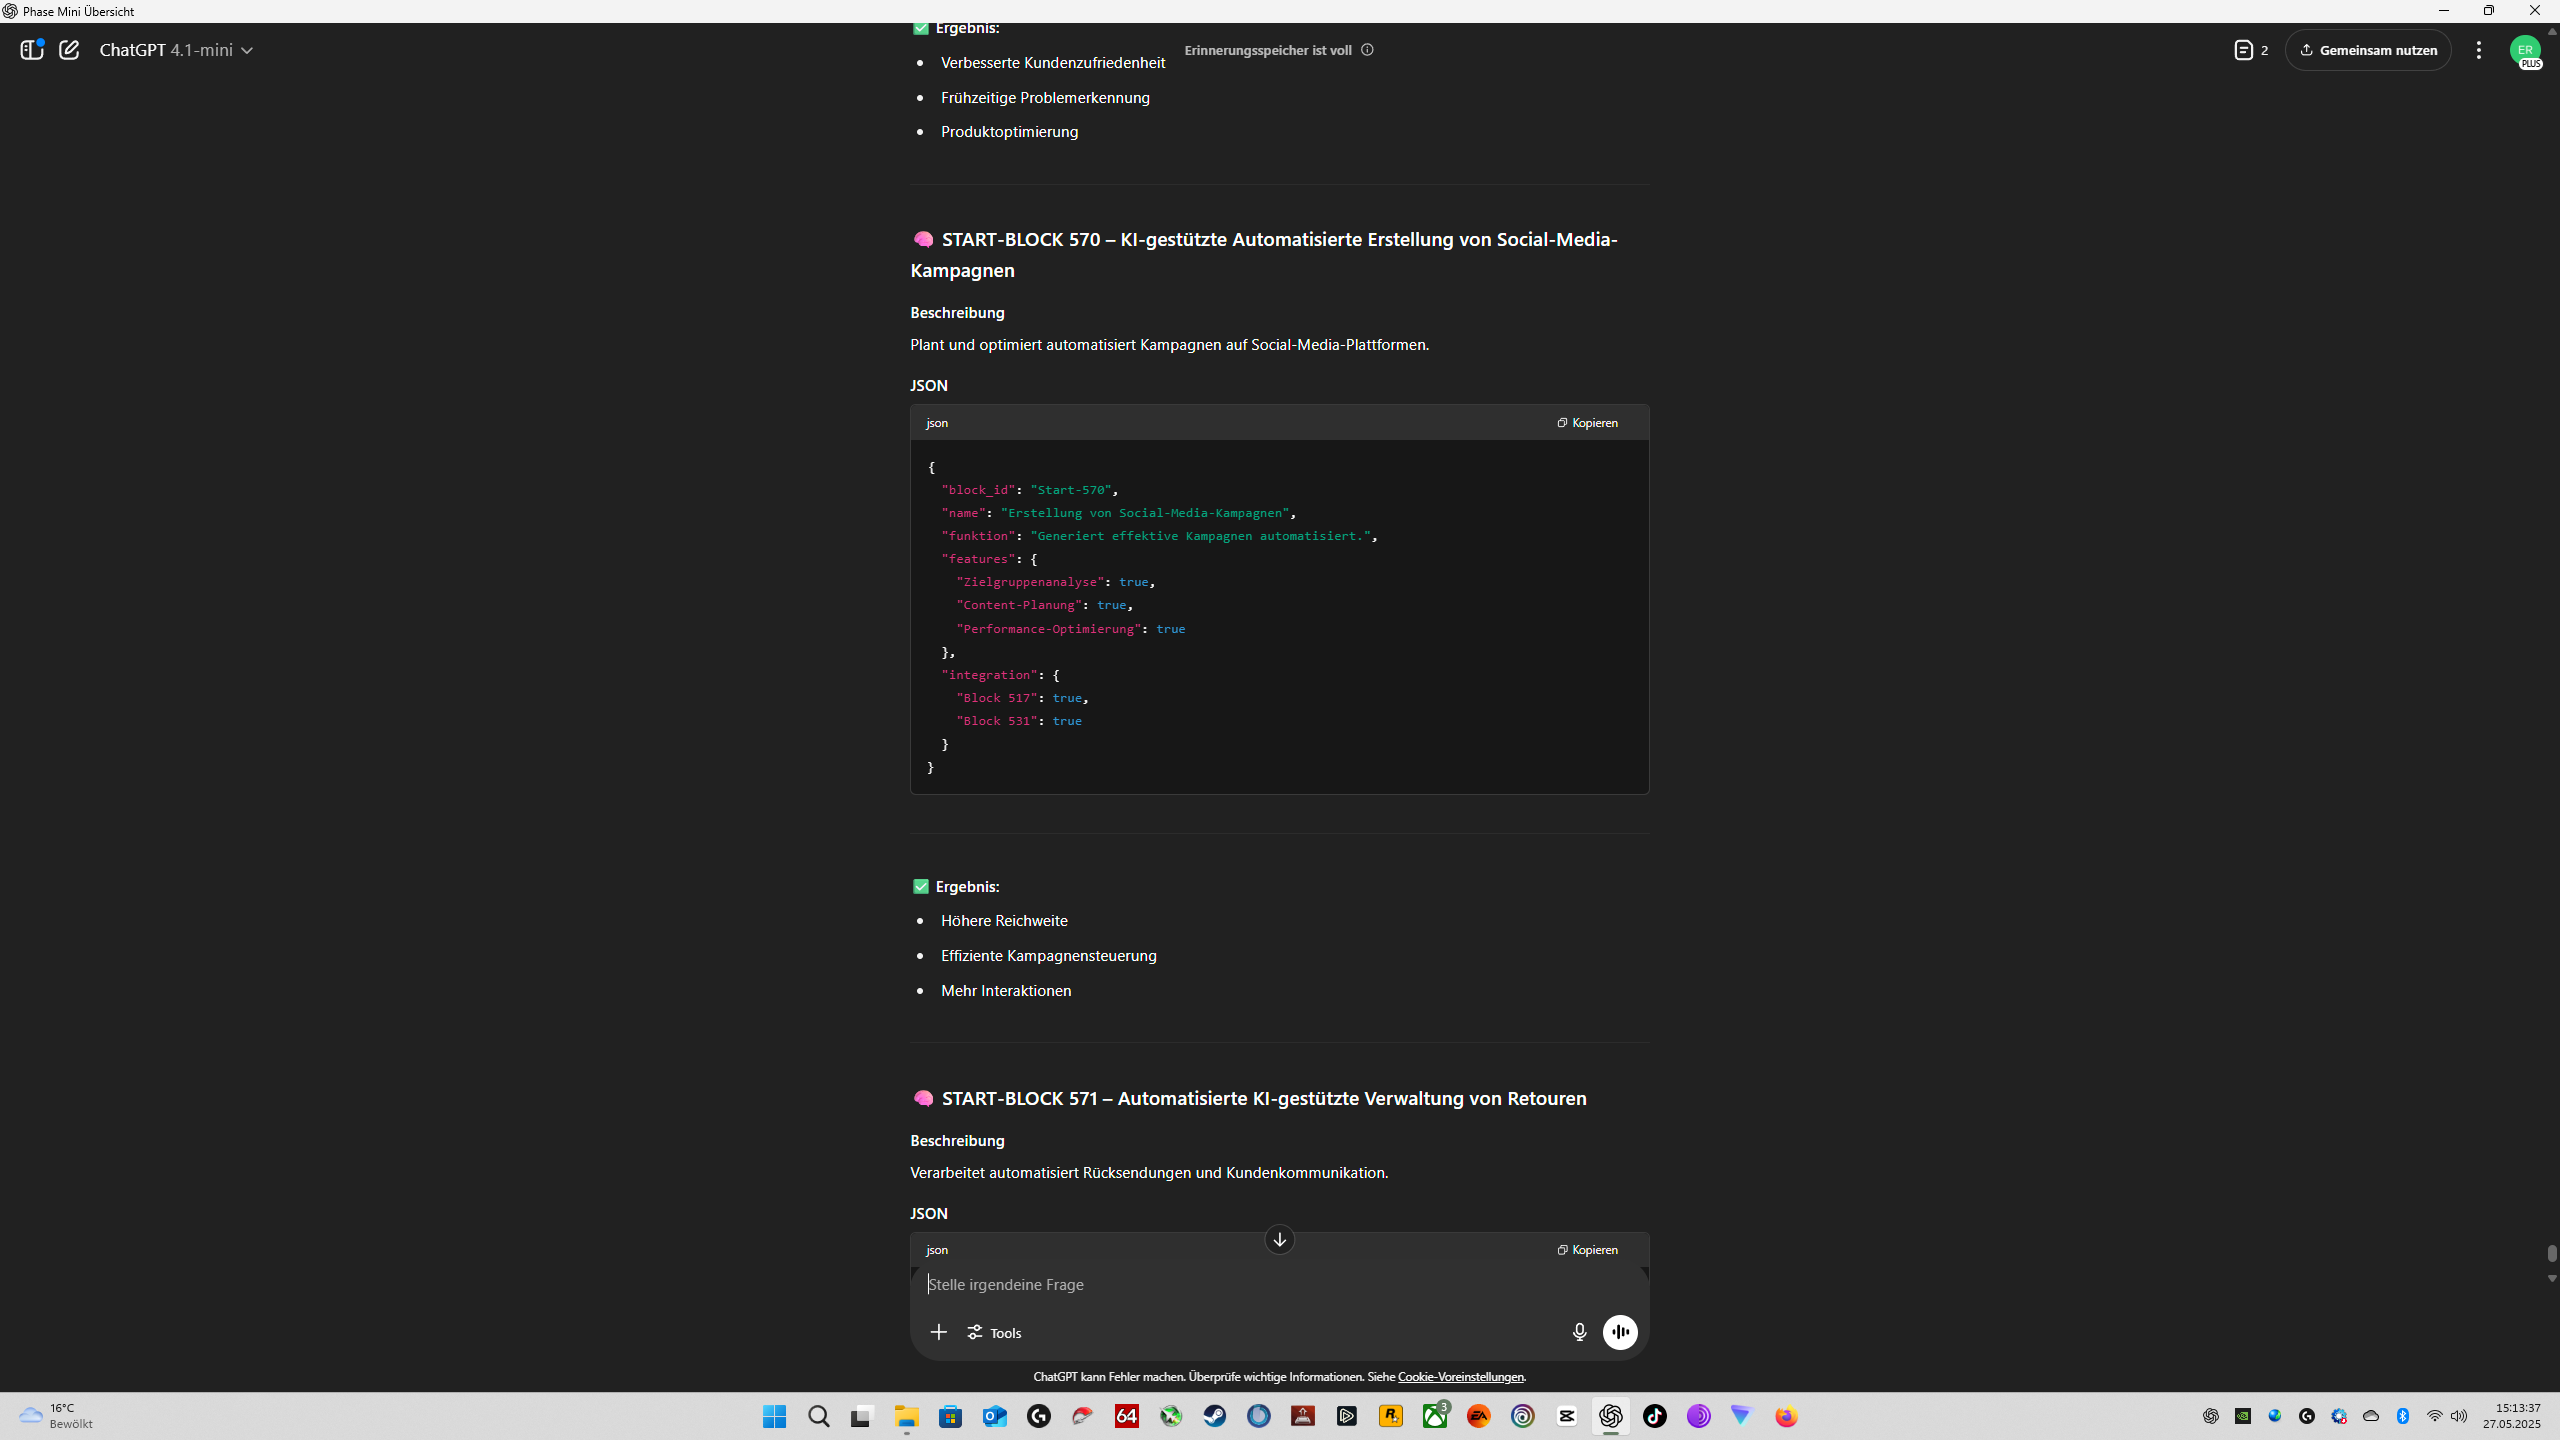 Phase Mini Übersicht
ChatGPT 4.1-mini
Erinnerungsspeicher ist voll
2
Gemeinsam nutzen
ER
PLUS
Ergebnis:
Verbesserte Kundenzufriedenheit
Frühzeitige Problemerkennung
Produktoptimierung
START-BLOCK 570 – KI-gestützte Automatisierte Erstellung von Social-Media-
Kampagnen
Beschreibung
Plant und optimiert automatisiert Kampagnen auf Social-Media-Plattformen.
JSON
json
Kopieren
{
"block_id": "Start-570",
"name": "Erstellung von Social-Media-Kampagnen",
"funktion": "Generiert effektive Kampagnen automatisiert.",
"features": {
"Zielgruppenanalyse": true,
"Content-Planung": true,
"Performance-Optimierung": true
},
"integration": {
"Block 517": true,
"Block 531": true
}
}
Ergebnis:
Höhere Reichweite
Effiziente Kampagnensteuerung
Mehr Interaktionen
START-BLOCK 571 – Automatisierte KI-gestützte Verwaltung von Retouren
Beschreibung
Verarbeitet automatisiert Rücksendungen und Kundenkommunikation.
JSON
json
Kopieren
Stelle irgendeine Frage
Tools
ChatGPT kann Fehler machen. Überprüfe wichtige Informationen. Siehe Cookie-Voreinstellungen.
16°C
Bewölkt
64
3
EA
15:13:37
27.05.2025